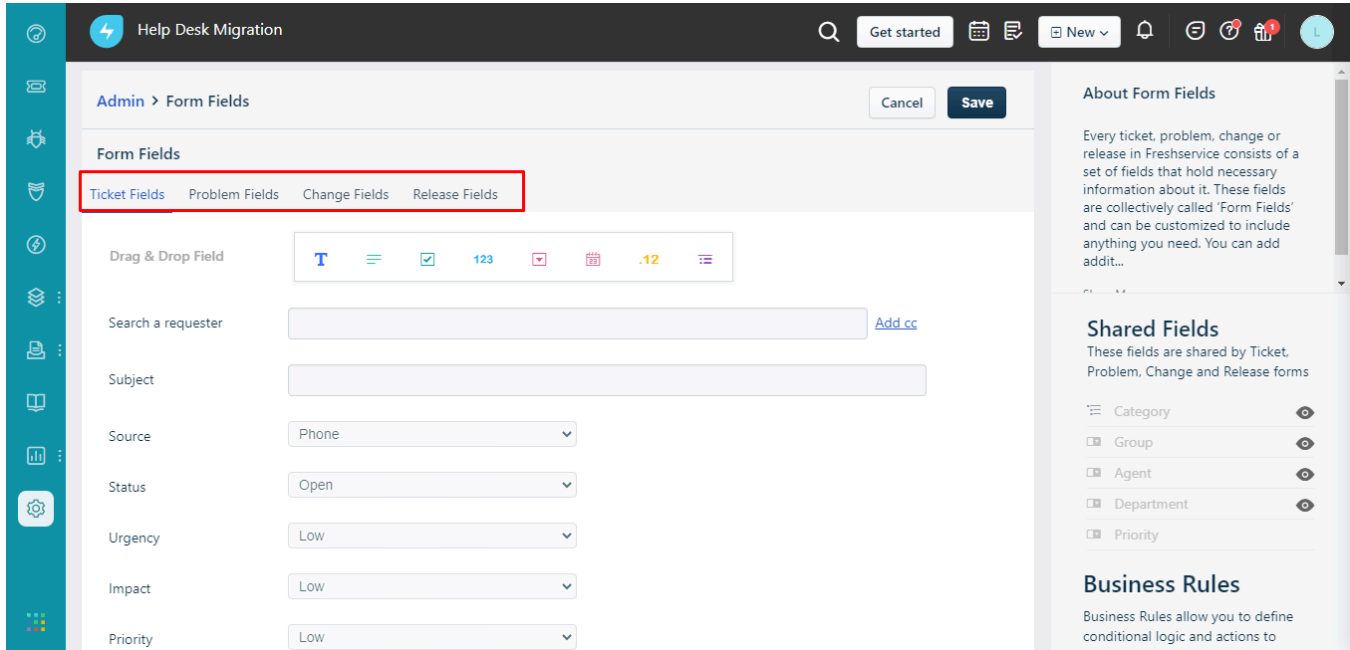 Help Desk Migration
Get started
New
1
L
Admin > Form Fields
Cancel
Save
Form Fields
Ticket Fields
Problem Fields
Change Fields
Release Fields
Drag & Drop Field
T
123
23
.12
Search a requester
Add cc
Subject
Source
Phone
Status
Open
Urgency
Low
Impact
Low
Priority
Low
About Form Fields
Every ticket, problem, change or
release in Freshservice consists of a
set of fields that hold necessary
information about it. These fields
are collectively called ‘Form Fields’
and can be customized to include
anything you need. You can add
addit...
Shared Fields
These fields are shared by Ticket,
Problem, Change and Release forms
Category
Group
Agent
Department
Priority
Business Rules
Business Rules allow you to define
conditional logic and actions to